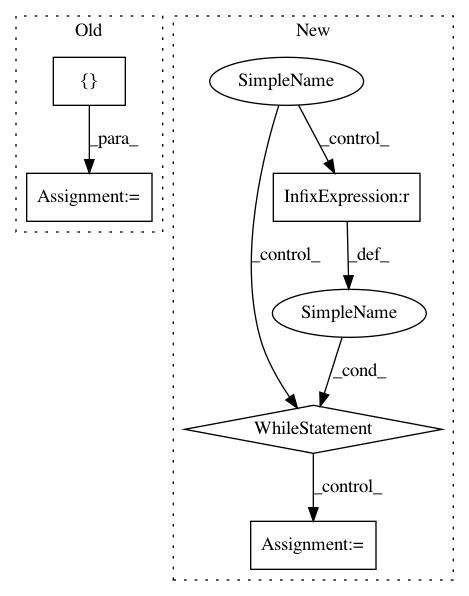 Old
New
{}
SimpleName
_para_
_control_
Assignment:=
InfixExpression:r
_control_
_def_
SimpleName
_cond_
WhileStatement
_control_
Assignment:=